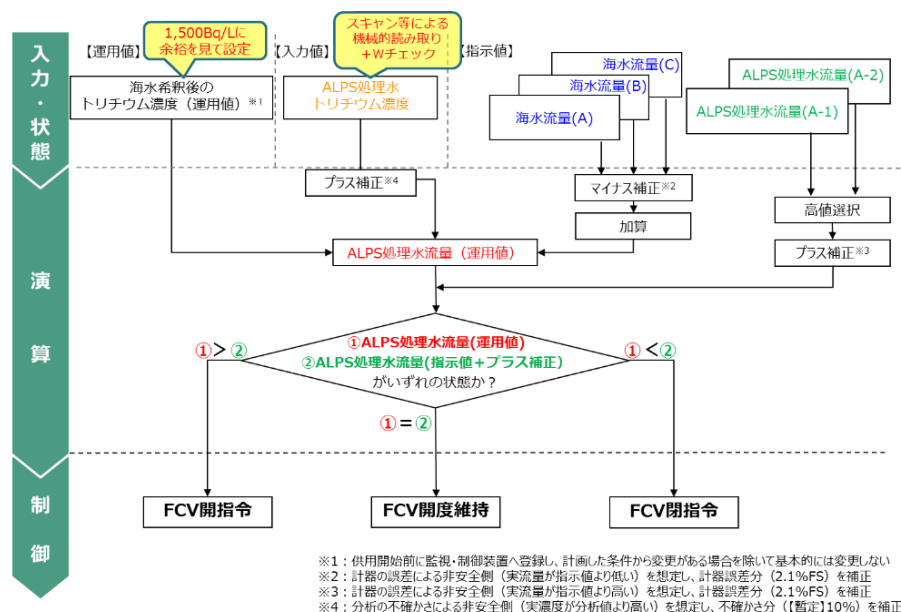 入力・状態
【運用値】
1,500Bq/Lに
余裕を見て設定
【入力値】
スキャン等による
機械的読み取り
+Wチェック
【指示値】
海水希釈後の
トリチウム濃度（運用値）※1
ALPS処理水
トリチウム濃度
海水流量(C)
海水流量(B)
海水流量(A)
ALPS処理水流量(A-2)
ALPS処理水流量(A-1)
演算
プラス補正※4
マイナス補正※2
加算
高値選択
プラス補正※3
ALPS処理水流量（運用値）
①ALPS処理水流量(運用値)
②ALPS処理水流量(指示値+プラス補正)
がいずれの状態か？
①>②
①<②
①=②
制御
FCV開指令
FCV開度維持
FCV閉指令
※1：供用開始前に監視・制御装置へ登録し、計画した条件から変更がある場合を除いて基本的には変更しない
※2：計器の誤差による非安全側（実流量が指示値より低い）を想定し、計器誤差分（2.1%FS）を補正
※3：計器の誤差による非安全側（実流量が指示値より高い）を想定し、計器誤差分（2.1%FS）を補正
※4：分析の不確かさによる非安全側（実濃度が分析値より高い）を想定し、不確かさ分（【暫定】10%）を補正